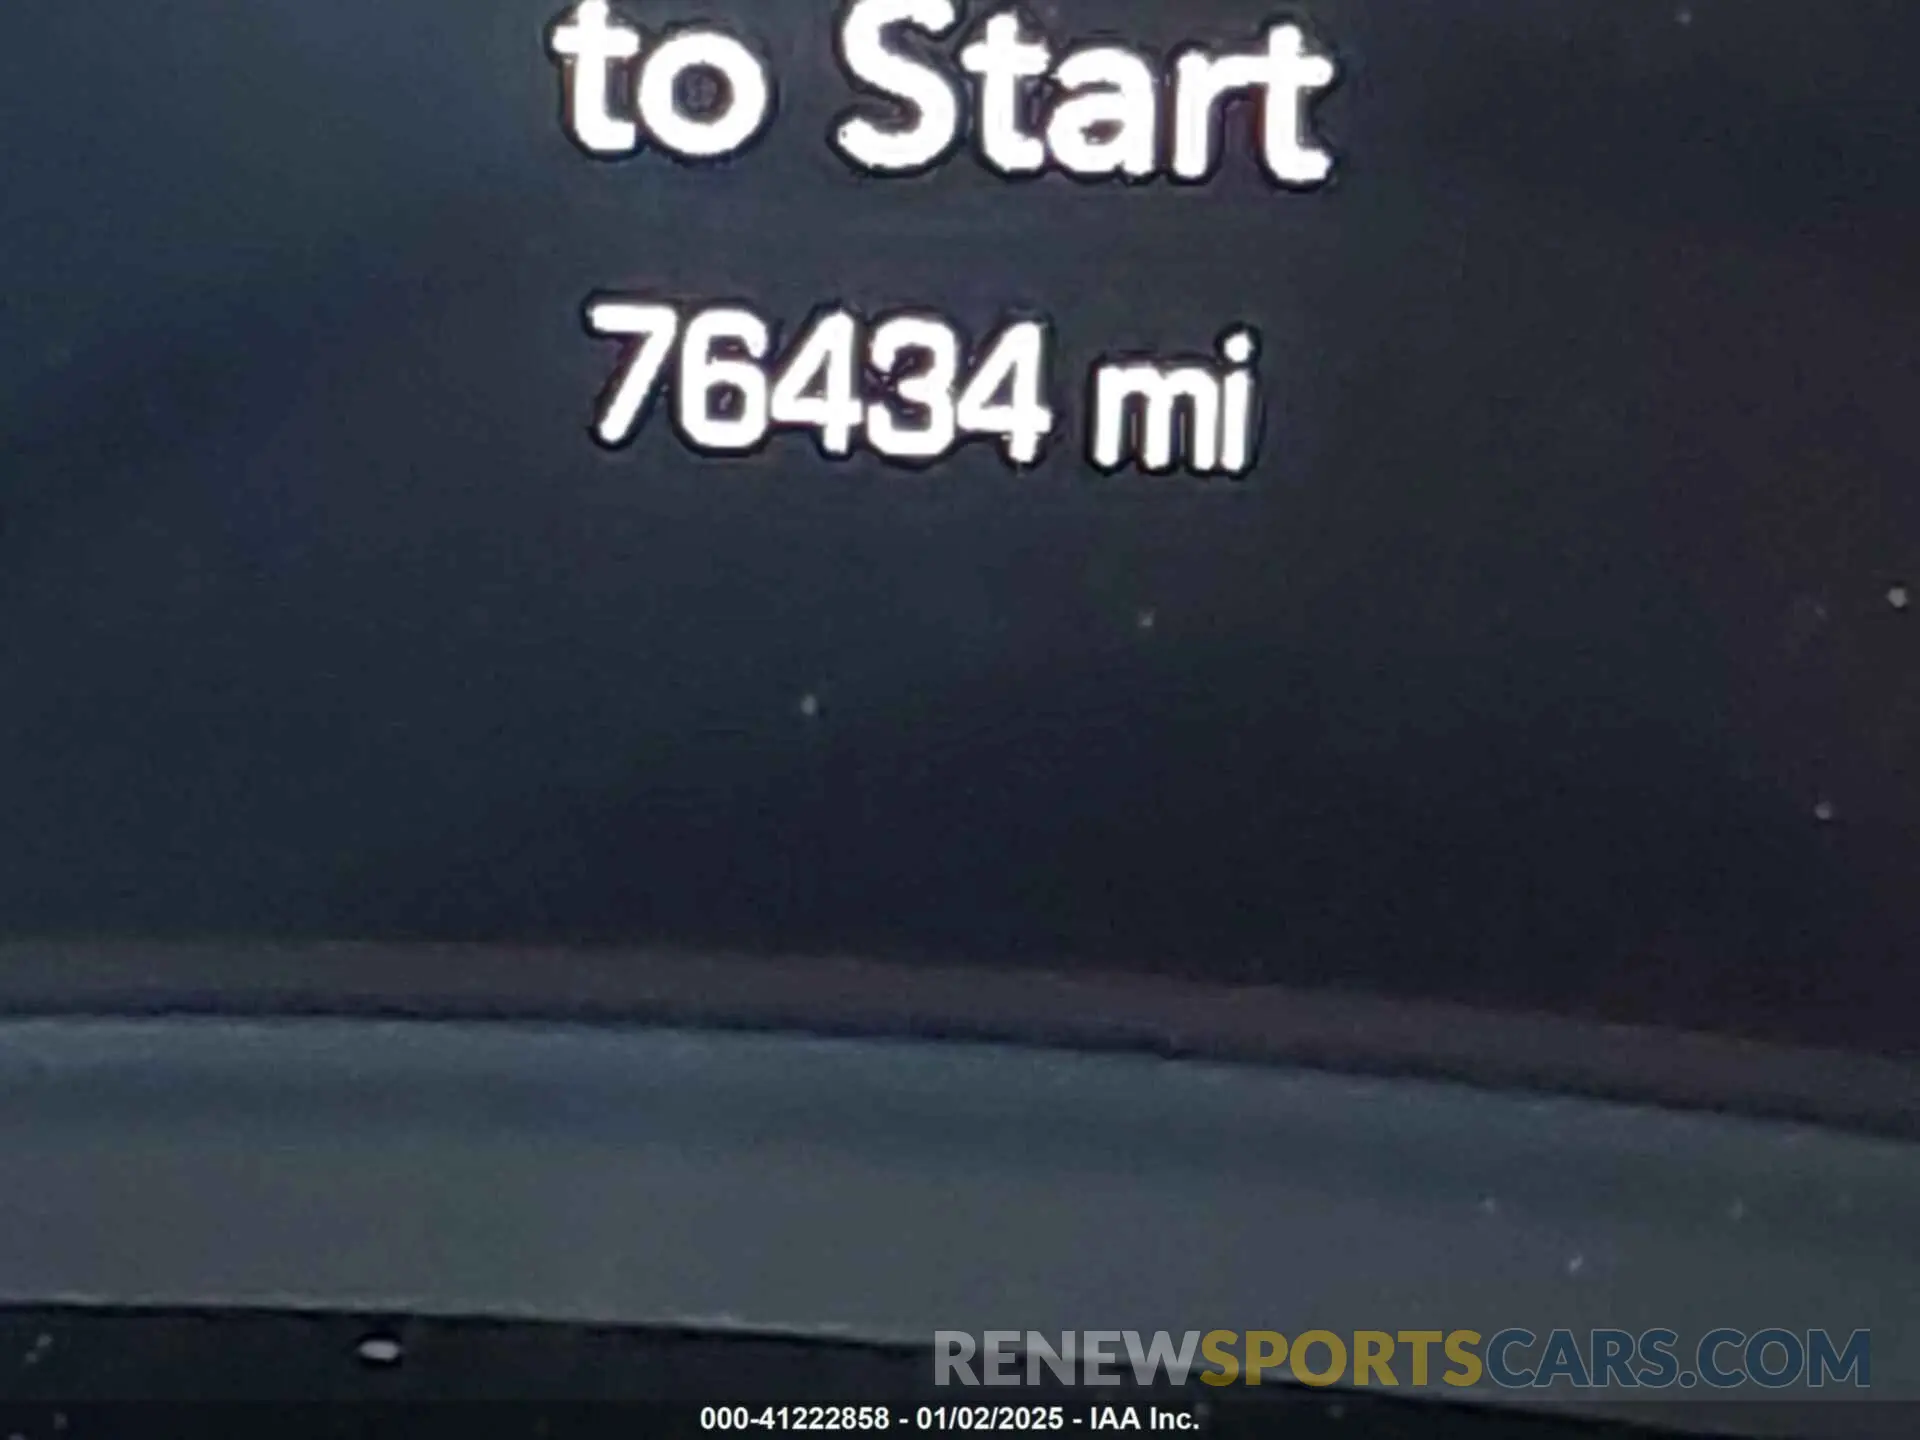 to Start
76434 mi
RENEWSPORTSCARS.COM
000-41222858 - 01/02/2025 - IAA Inc.